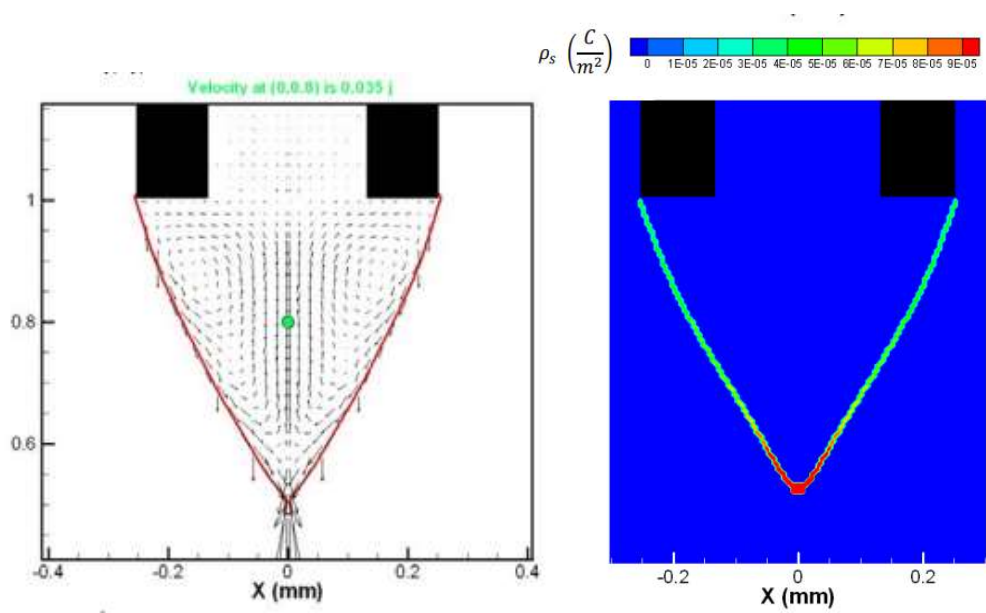 ρs (C/m²)
0 1E-05 2E-05 3E-05 4E-05 5E-05 6E-05 7E-05 8E-05 9E-05
Velocity at (0,0.8) is 0.035 j
1
0.8
0.6
-0.4 -0.2 0 0.2 0.4
X (mm)
-0.2 0 0.2
X (mm)